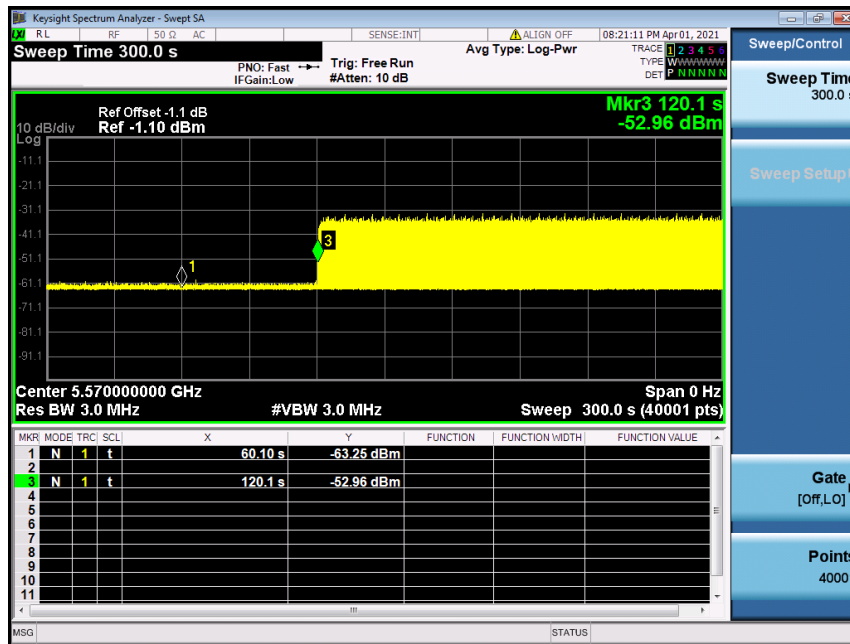 Keysight Spectrum Analyzer - Swept SA
LXI RL RF 50 Ω AC SENSE:INT ALIGN OFF 08:21:11 PM Apr 01, 2021
Sweep Time 300.0 s
PNO: Fast
IFGain:Low
Trig: Free Run
#Atten: 10 dB
Avg Type: Log-Pwr
TRACE 1 2 3 4 5 6
TYPE WWWWWW
DET P N N N N N
Mkr3 120.1 s
-52.96 dBm
Ref Offset -1.1 dB
Ref -1.10 dBm
10 dB/div
Log
-11.1
-21.1
-31.1
-41.1
-51.1
-61.1
-71.1
-81.1
-91.1
1
3
Center 5.570000000 GHz
Span 0 Hz
Res BW 3.0 MHz #VBW 3.0 MHz Sweep 300.0 s (40001 pts)
MKR MODE TRC SCL X Y FUNCTION FUNCTION WIDTH FUNCTION VALUE
1 N 1 t 60.10 s -63.25 dBm
2
3 N 1 t 120.1 s -52.96 dBm
4
5
6
7
8
9
10
11
MSG STATUS
Sweep/Control
Sweep Time
300.0 s
Sweep Setup
Gate
[Off,LO]
Points
4000